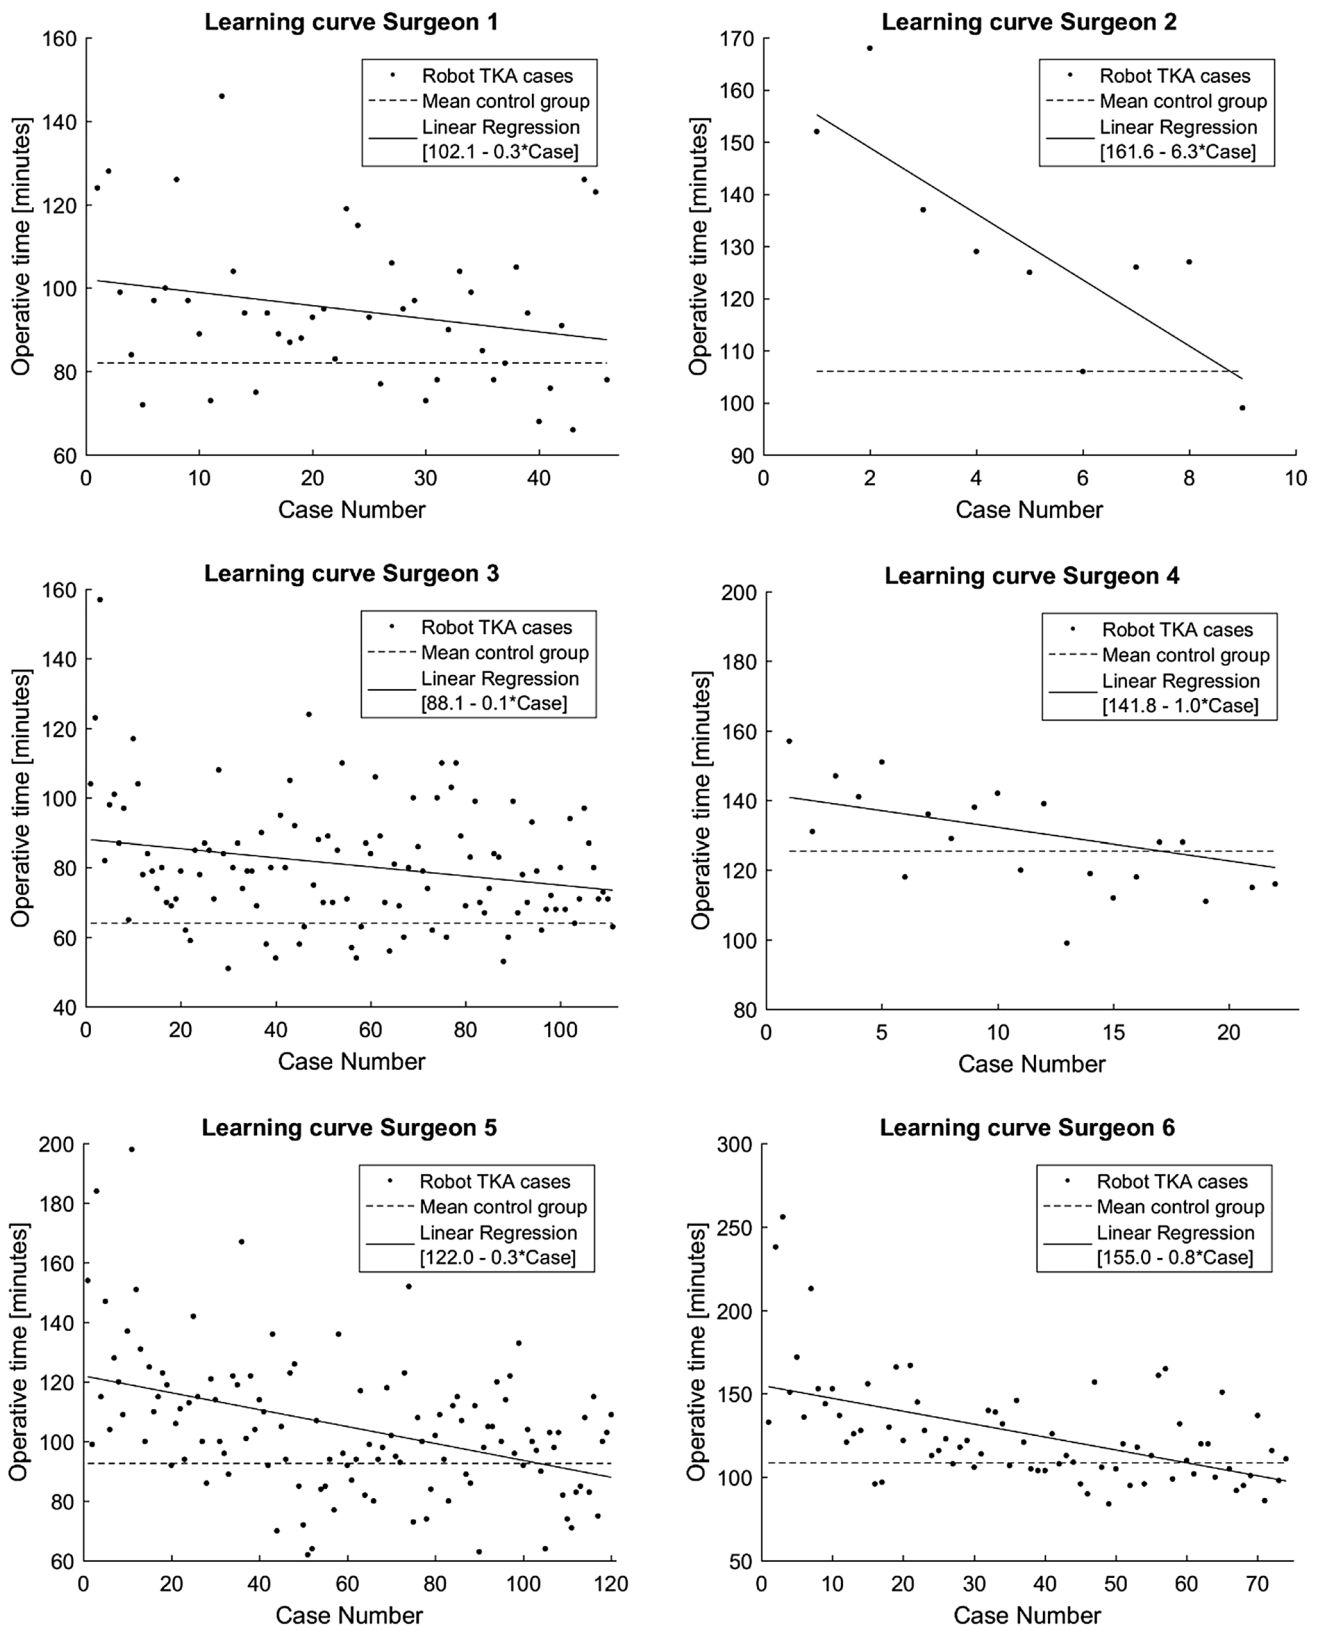 Learning curve Surgeon 1
160
140
120
100
80
60
0 10 20 30 40
Operative time [minutes]
Case Number
Robot TKA cases
Mean control group
Linear Regression
[102.1 - 0.3*Case]
Learning curve Surgeon 2
170
160
150
140
130
120
110
100
90
0 2 4 6 8 10
Operative time [minutes]
Case Number
Robot TKA cases
Mean control group
Linear Regression
[161.6 - 6.3*Case]
Learning curve Surgeon 3
160
140
120
100
80
60
40
0 20 40 60 80 100
Operative time [minutes]
Case Number
Robot TKA cases
Mean control group
Linear Regression
[88.1 - 0.1*Case]
Learning curve Surgeon 4
200
180
160
140
120
100
80
0 5 10 15 20
Operative time [minutes]
Case Number
Robot TKA cases
Mean control group
Linear Regression
[141.8 - 1.0*Case]
Learning curve Surgeon 5
200
180
160
140
120
100
80
60
0 20 40 60 80 100 120
Operative time [minutes]
Case Number
Robot TKA cases
Mean control group
Linear Regression
[122.0 - 0.3*Case]
Learning curve Surgeon 6
300
250
200
150
100
50
0 10 20 30 40 50 60 70
Operative time [minutes]
Case Number
Robot TKA cases
Mean control group
Linear Regression
[155.0 - 0.8*Case]